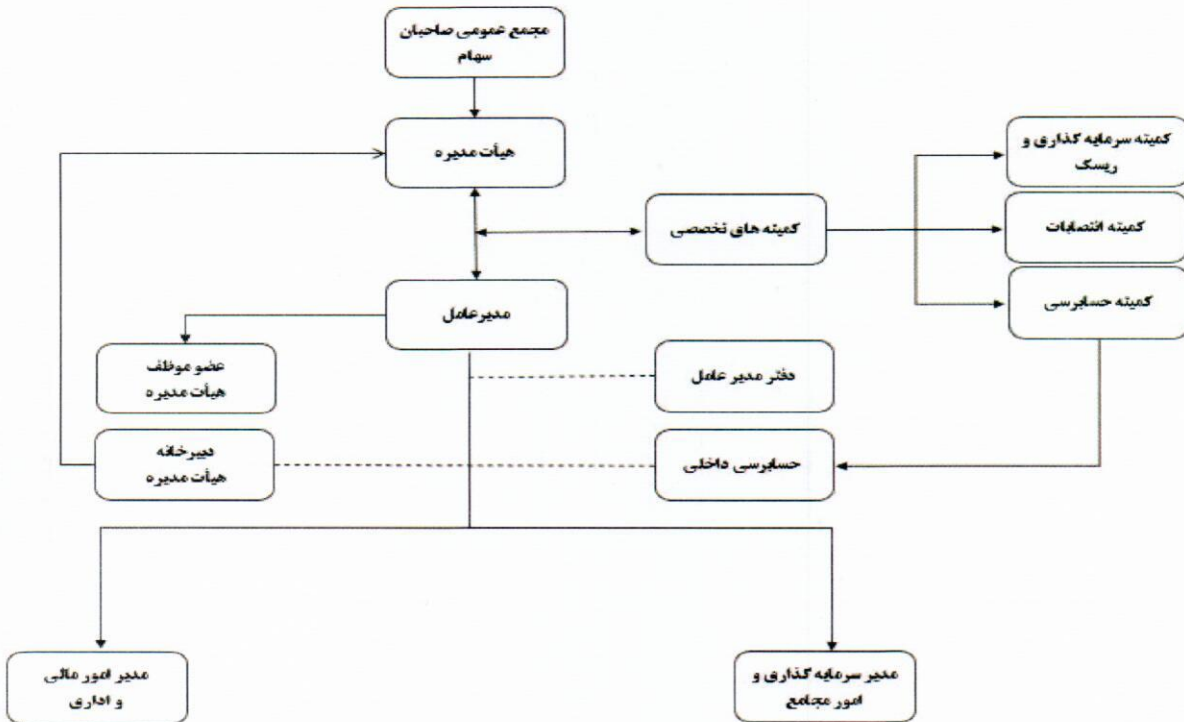 مجمع عمومی صاحبان
سهام
هیأت مدیره
کمیته سرمایه گذاری و
ریسک
کمیته های تخصصی
کمیته انتصابات
کمیته حسابرسی
مدیرعامل
عضو موظف
هیأت مدیره
دفتر مدیر عامل
دبیرخانه
هیأت مدیره
حسابرسی داخلی
مدیر امور مالی
و اداری
مدیر سرمایه گذاری و
امور مجامع